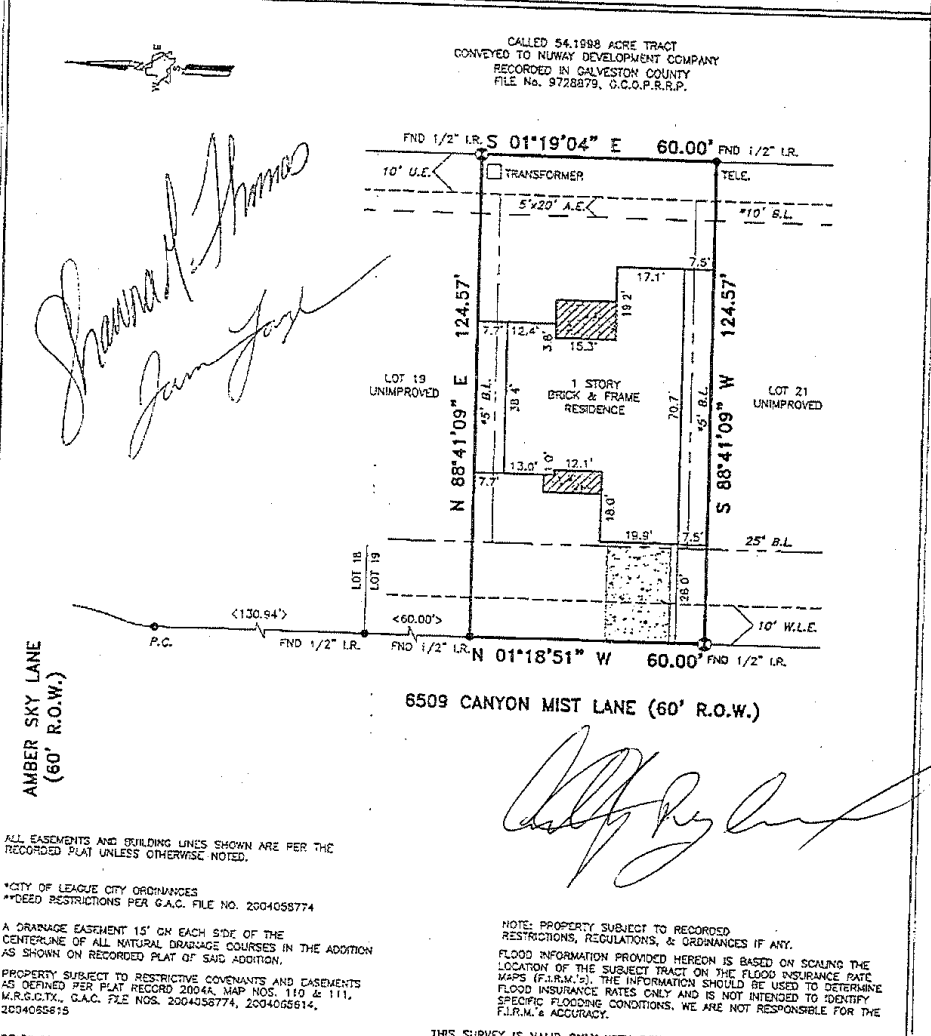 CALLED 54.1998 ACRE TRACT
CONVEYED TO NUWAY DEVELOPMENT COMPANY
RECORDED IN GALVESTON COUNTY
FILE No. 9728879, G.C.O.P.R.R.P.
FND 1/2" I.R. S 01°19'04" E 60.00' FND 1/2" I.R.
10' U.E. TRANSFORMER TELE.
5'x20' A.E. *10' B.L.
Shawna R. Thomas
7.5'
17.1'
19.2'
124.57' 124.57'
7.7' 12.4' 3.8' 15.3'
LOT 19
UNIMPROVED
1 STORY
BRICK & FRAME
RESIDENCE
LOT 21
UNIMPROVED
*5' B.L. 38.4' 70.7' *5' B.L.
N 88°41'09" E S 88°41'09" W
7.7' 13.0' 12.1'
18.0'
19.9' 7.5' 25' B.L.
LOT 18
LOT 19
26.0'
10' W.L.E.
<130.94'> <60.00'>
P.C. FND 1/2" I.R. FND 1/2" I.R. N 01°18'51" W 60.00' FND 1/2" I.R.
6509 CANYON MIST LANE (60' R.O.W.)
AMBER SKY LANE
(60' R.O.W.)
ALL EASEMENTS AND BUILDING LINES SHOWN ARE PER THE
RECORDED PLAT UNLESS OTHERWISE NOTED.
*CITY OF LEAGUE CITY ORDINANCES
**DEED RESTRICTIONS PER G.A.C. FILE NO. 2004058774
A DRAINAGE EASEMENT 15' ON EACH SIDE OF THE
CENTERLINE OF ALL NATURAL DRAINAGE COURSES IN THE ADDITION
AS SHOWN ON RECORDED PLAT OF SAID ADDITION.
PROPERTY SUBJECT TO RESTRICTIVE COVENANTS AND EASEMENTS
AS DEFINED PER PLAT RECORD 2004A, MAP NOS. 110 & 111,
M.R.G.C.TX., G.A.C. FILE NOS. 2004058774, 2004065614,
2004065615
NOTE: PROPERTY SUBJECT TO RECORDED
RESTRICTIONS, REGULATIONS, & ORDINANCES IF ANY.
FLOOD INFORMATION PROVIDED HEREON IS BASED ON SCALING THE
LOCATION OF THE SUBJECT TRACT ON THE FLOOD INSURANCE RATE
MAPS (F.I.R.M.'s). THE INFORMATION SHOULD BE USED TO DETERMINE
FLOOD INSURANCE RATES ONLY AND IS NOT INTENDED TO IDENTIFY
SPECIFIC FLOODING CONDITIONS. WE ARE NOT RESPONSIBLE FOR THE
F.I.R.M.'s ACCURACY.
THIS SURVEY IS VALID ONLY